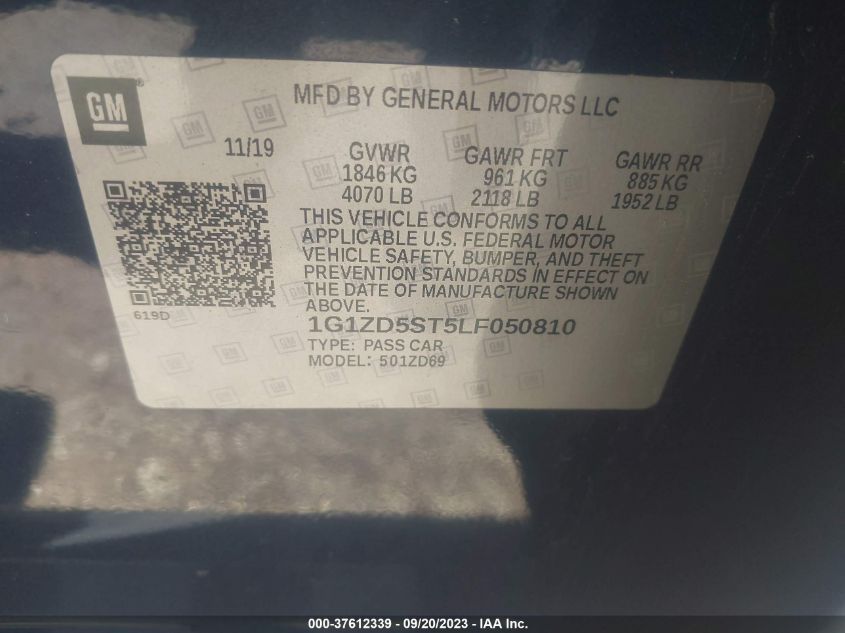 GM
MFD BY GENERAL MOTORS LLC
11/19 GVWR GAWR FRT GAWR RR
1846 KG 961 KG 885 KG
4070 LB 2118 LB 1952 LB
THIS VEHICLE CONFORMS TO ALL
APPLICABLE U.S. FEDERAL MOTOR
VEHICLE SAFETY, BUMPER, AND THEFT
PREVENTION STANDARDS IN EFFECT ON
THE DATE OF MANUFACTURE SHOWN
ABOVE.
619D
1G1ZD5ST5LF050810
TYPE: PASS CAR
MODEL: 501ZD69
000-37612339 - 09/20/2023 - IAA Inc.